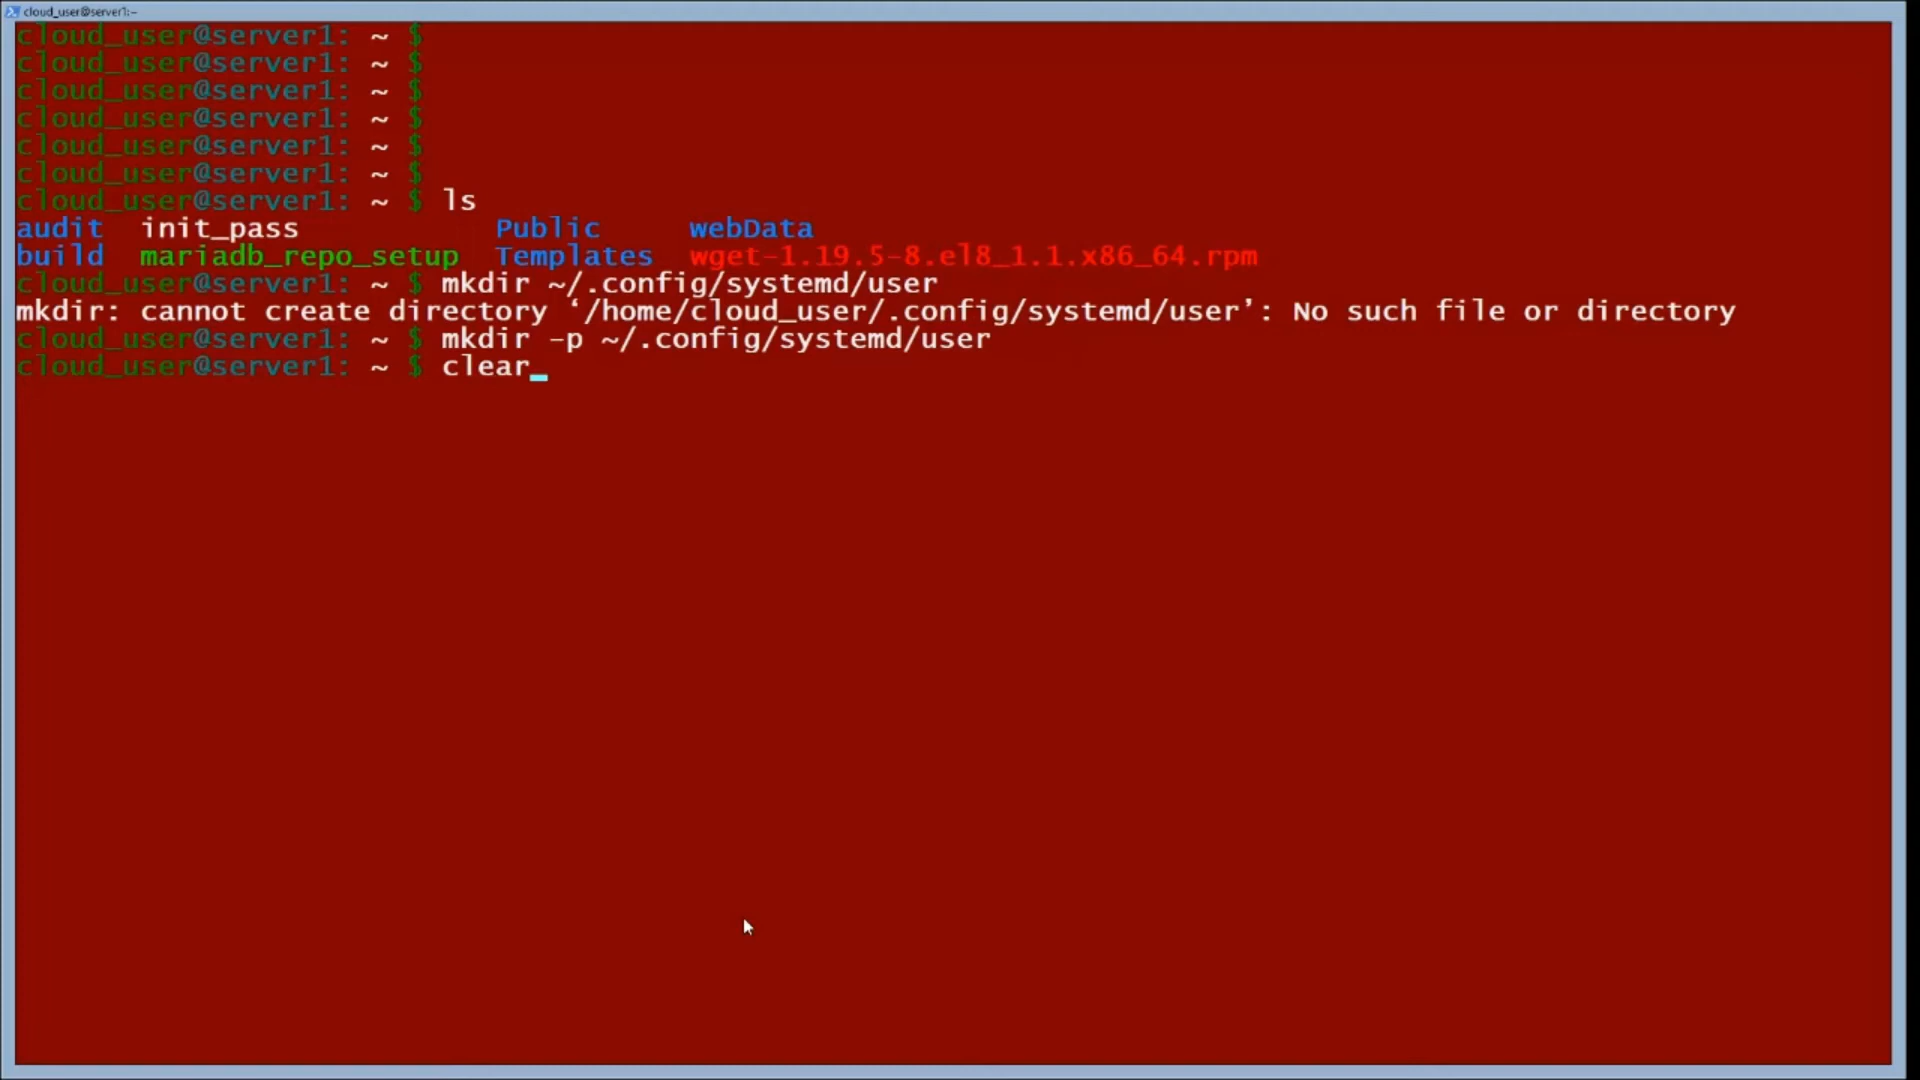 cloud_user@server1:~
cloud_user@server1: ~ $
cloud_user@server1: ~ $
cloud_user@server1: ~ $
cloud_user@server1: ~ $
cloud_user@server1: ~ $
cloud_user@server1: ~ $
cloud_user@server1: ~ $ ls
audit init_pass Public webData
build mariadb_repo_setup Templates wget-1.19.5-8.el8_1.1.x86_64.rpm
cloud_user@server1: ~ $ mkdir ~/.config/systemd/user
mkdir: cannot create directory ‘/home/cloud_user/.config/systemd/user’: No such file or directory
cloud_user@server1: ~ $ mkdir -p ~/.config/systemd/user
cloud_user@server1: ~ $ clear